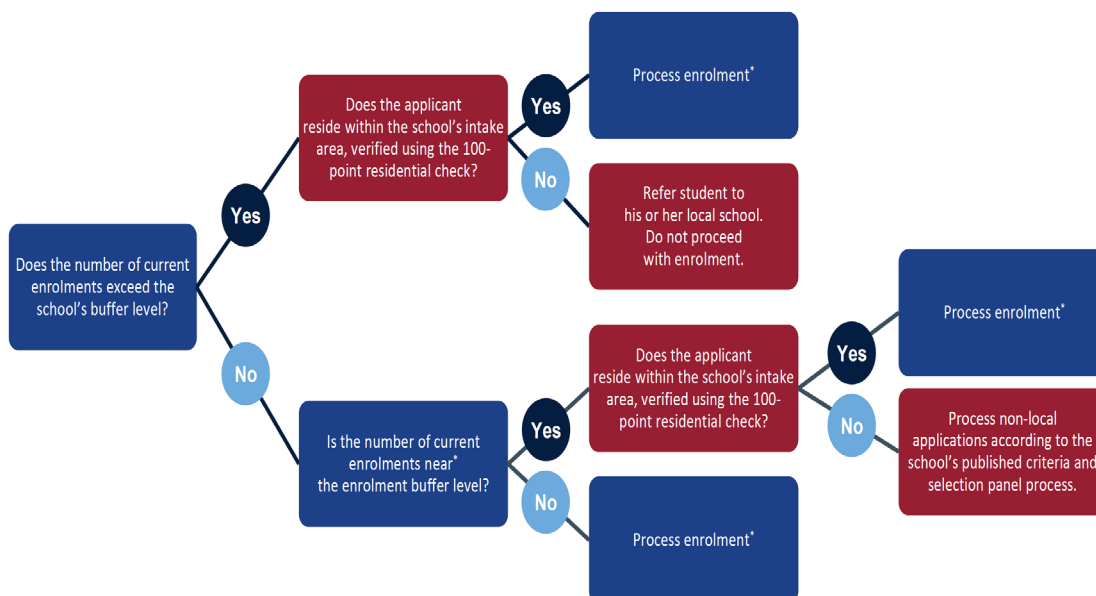 Does the number of current
enrolments exceed the
school's buffer level?
Yes
No
Does the applicant
reside within the school's intake
area, verified using the 100-
point residential check?
Yes
No
Process enrolment*
Refer student to
his or her local school.
Do not proceed
with enrolment.
Is the number of current
enrolments near*
the enrolment buffer level?
Yes
No
Does the applicant
reside within the school's intake
area, verified using the 100-
point residential check?
Process enrolment*
Yes
No
Process enrolment*
Process non-local
applications according to the
school's published criteria and
selection panel process.